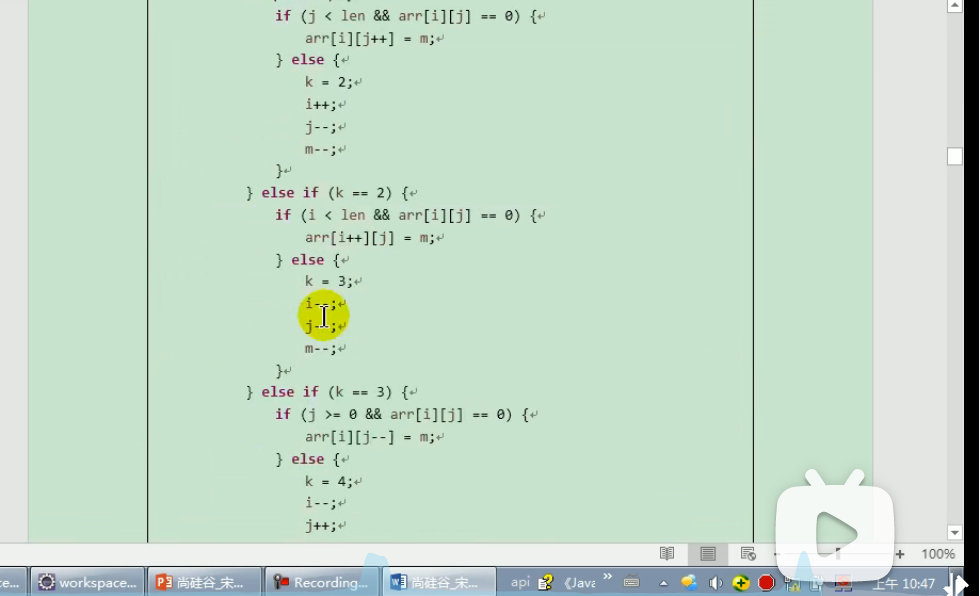 if (j < len && arr[i][j] == 0) {
arr[i][j++] = m;
} else {
k = 2;
i++;
j--;
m--;
}
} else if (k == 2) {
if (i < len && arr[i][j] == 0) {
arr[i++][j] = m;
} else {
k = 3;
i--;
j--;
m--;
}
} else if (k == 3) {
if (j >= 0 && arr[i][j] == 0) {
arr[i][j--] = m;
} else {
k = 4;
i--;
j++;
100%
workspace... 尚硅谷_宋... Recording... 尚硅谷_宋... api 《Java » 上午 10:47